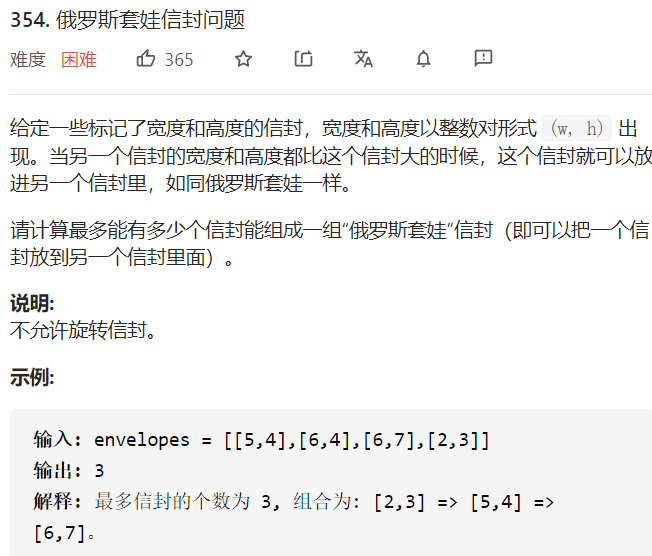 354. 俄罗斯套娃信封问题
难度 困难 365
给定一些标记了宽度和高度的信封，宽度和高度以整数对形式 (w, h) 出
现。当另一个信封的宽度和高度都比这个信封大的时候，这个信封就可以放
进另一个信封里，如同俄罗斯套娃一样。
请计算最多能有多少个信封能组成一组“俄罗斯套娃”信封（即可以把一个信
封放到另一个信封里面）。
说明:
不允许旋转信封。
示例:
输入: envelopes = [[5,4],[6,4],[6,7],[2,3]]
输出: 3
解释: 最多信封的个数为 3, 组合为: [2,3] => [5,4] =>
[6,7]。